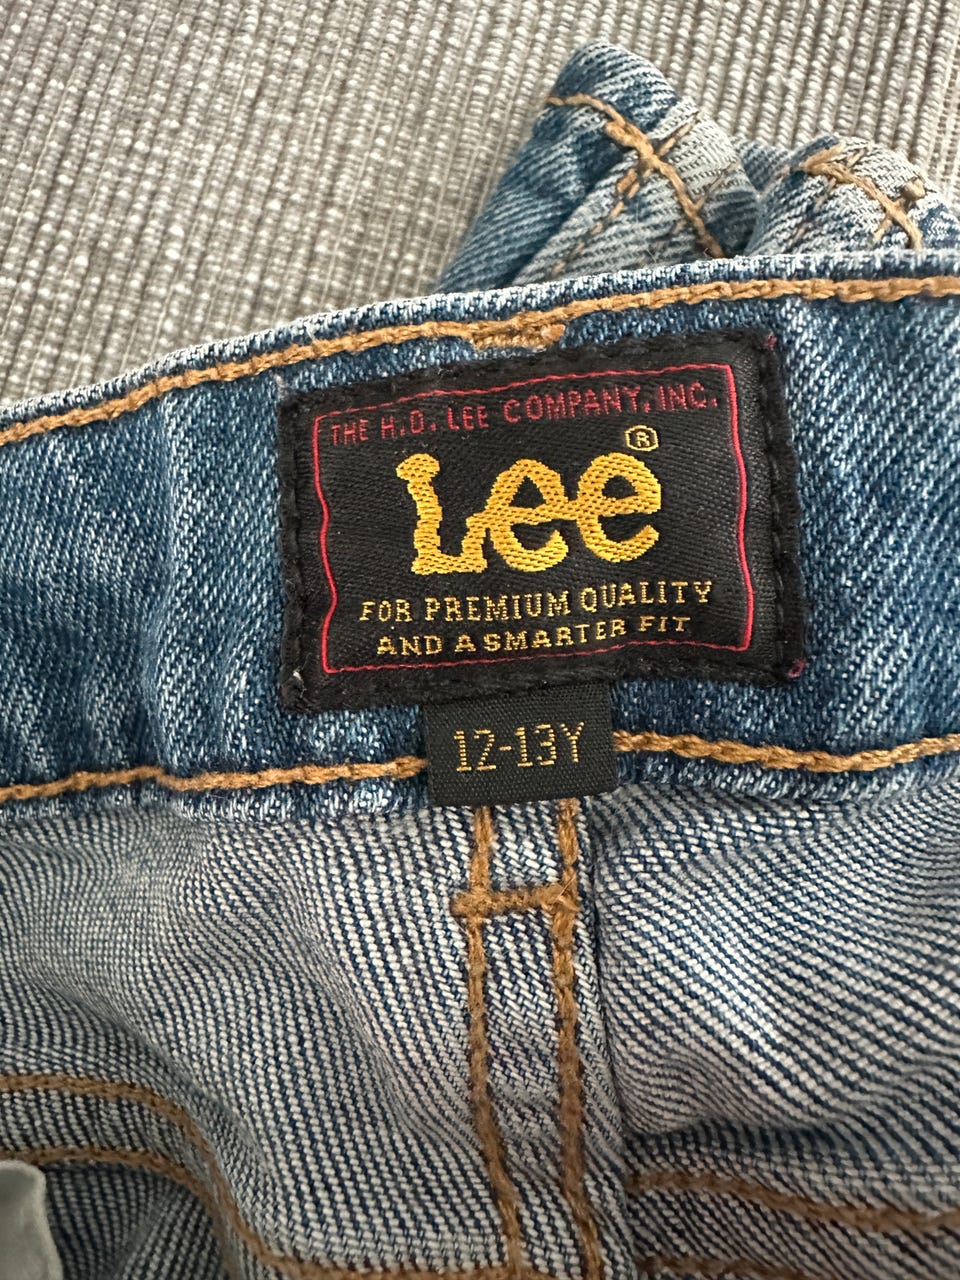 THE H.D. LEE COMPANY, INC.
Lee®
FOR PREMIUM QUALITY
AND A SMARTER FIT
12-13Y